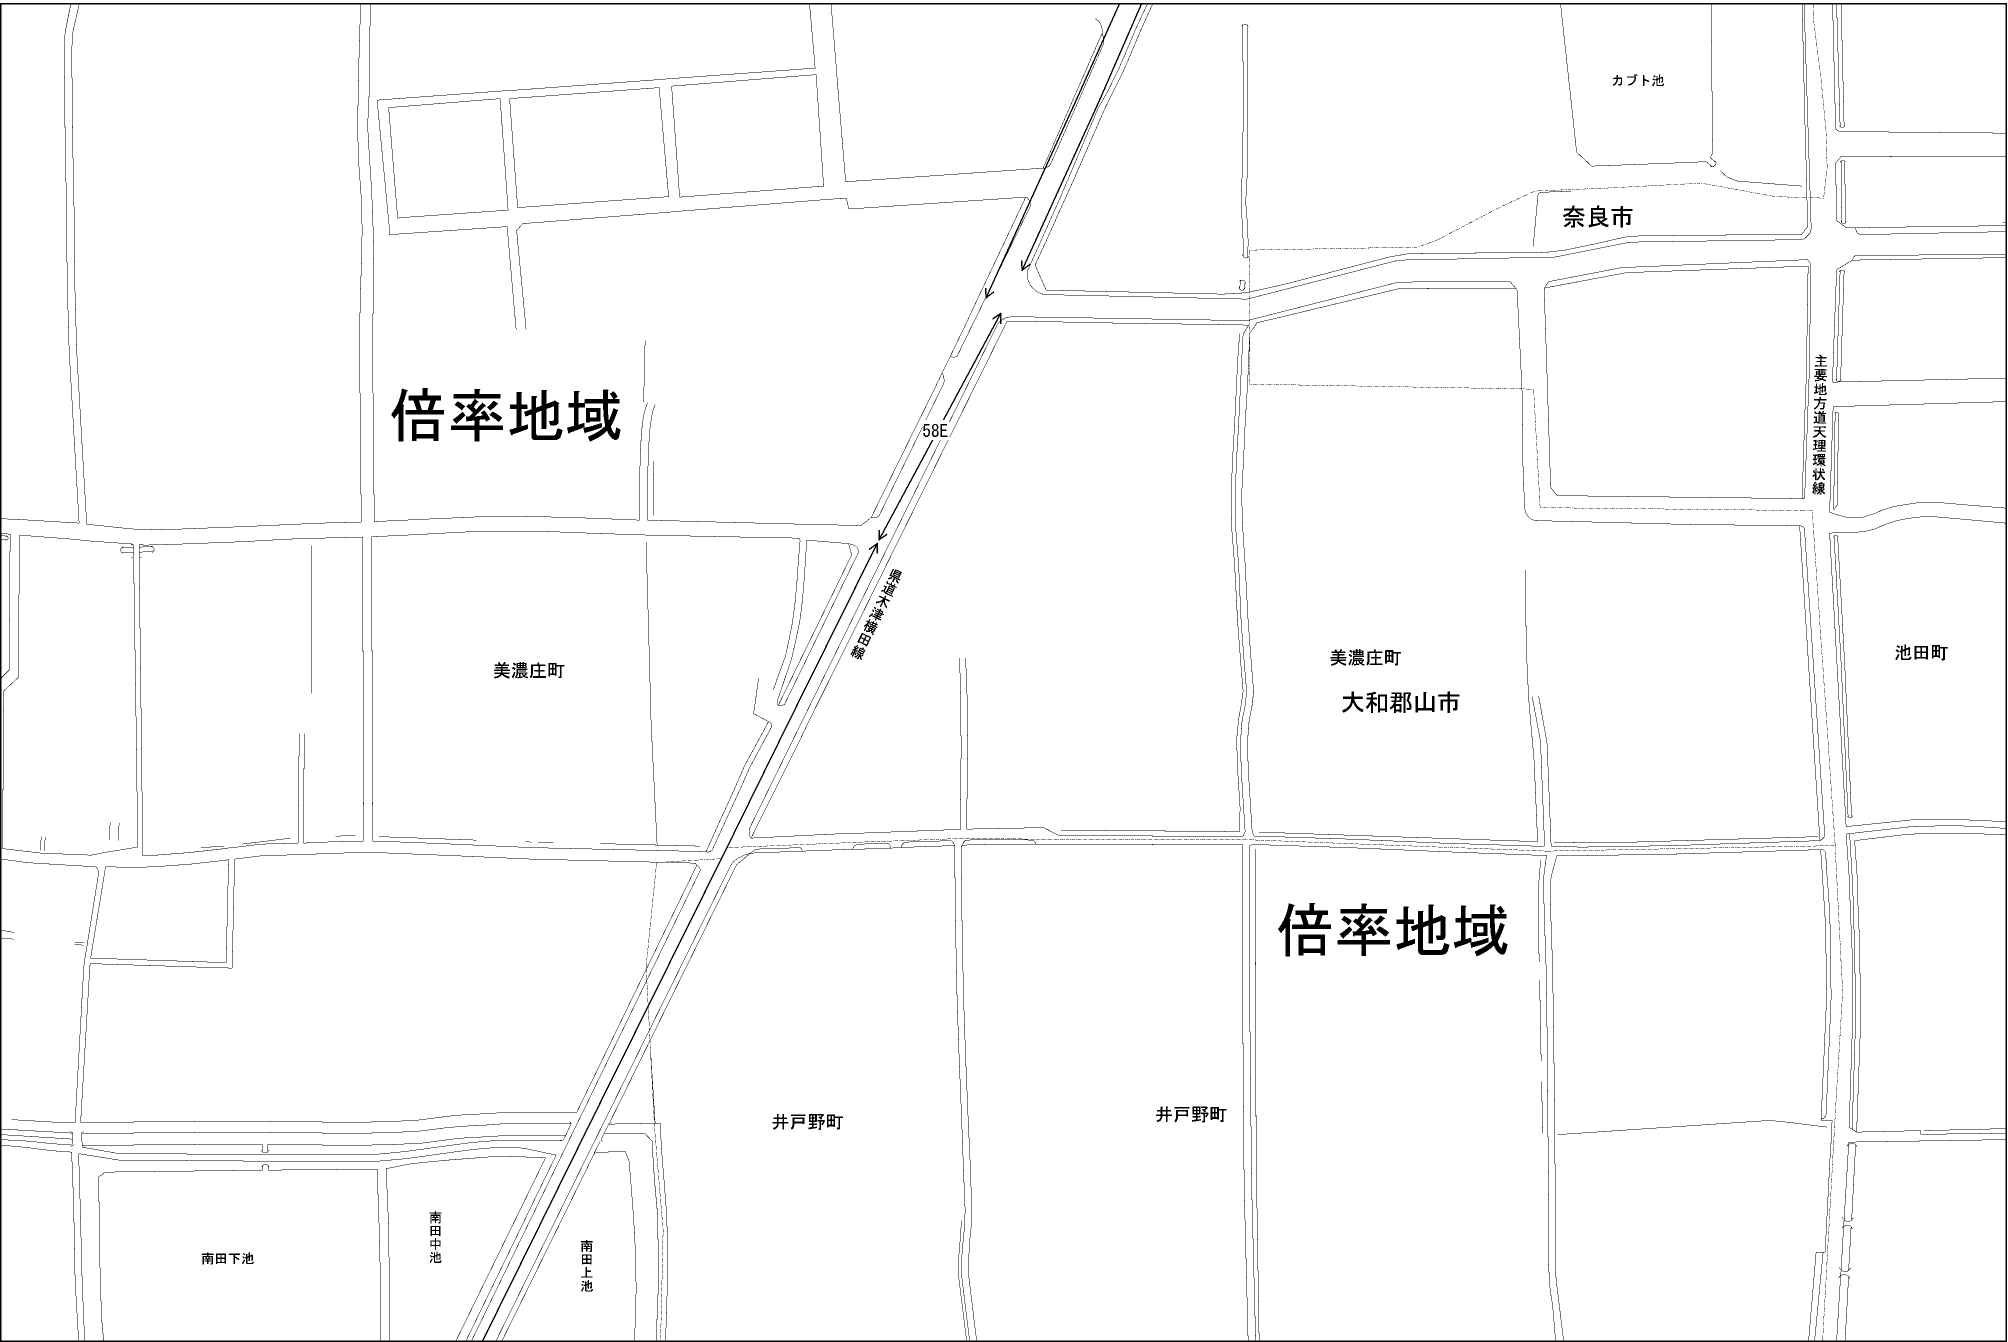 カブト池
奈良市
倍率地域
58E
主要地方道天理環状線
県道木津横田線
美濃庄町
美濃庄町
大和郡山市
池田町
倍率地域
井戸野町
井戸野町
南田下池
南田中池
南田上池